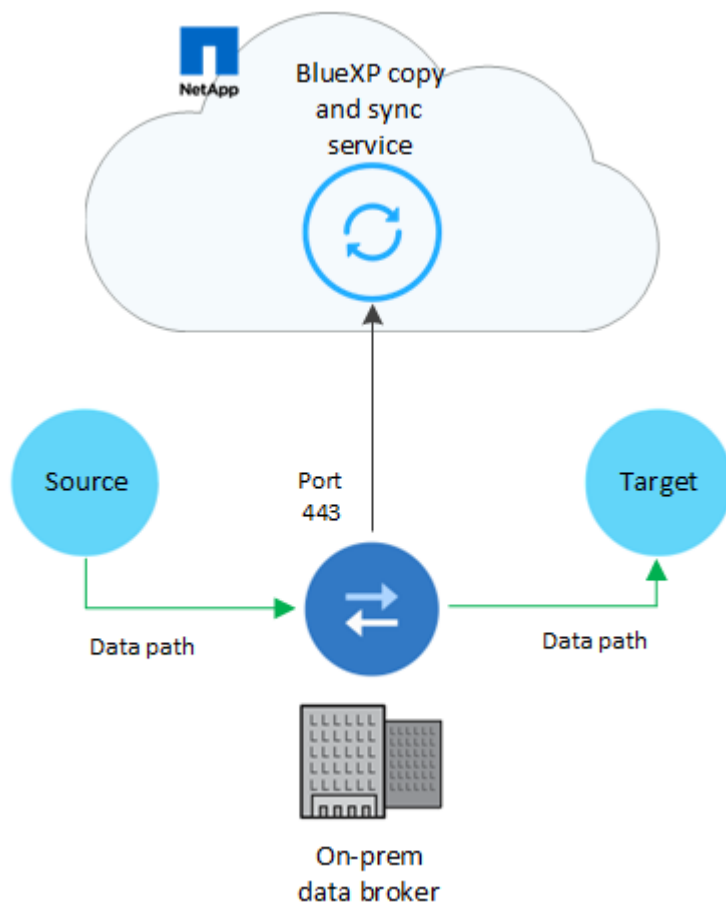 NetApp
BlueXP copy
and sync
service
Source
Port
443
Target
Data path
Data path
On-prem
data broker